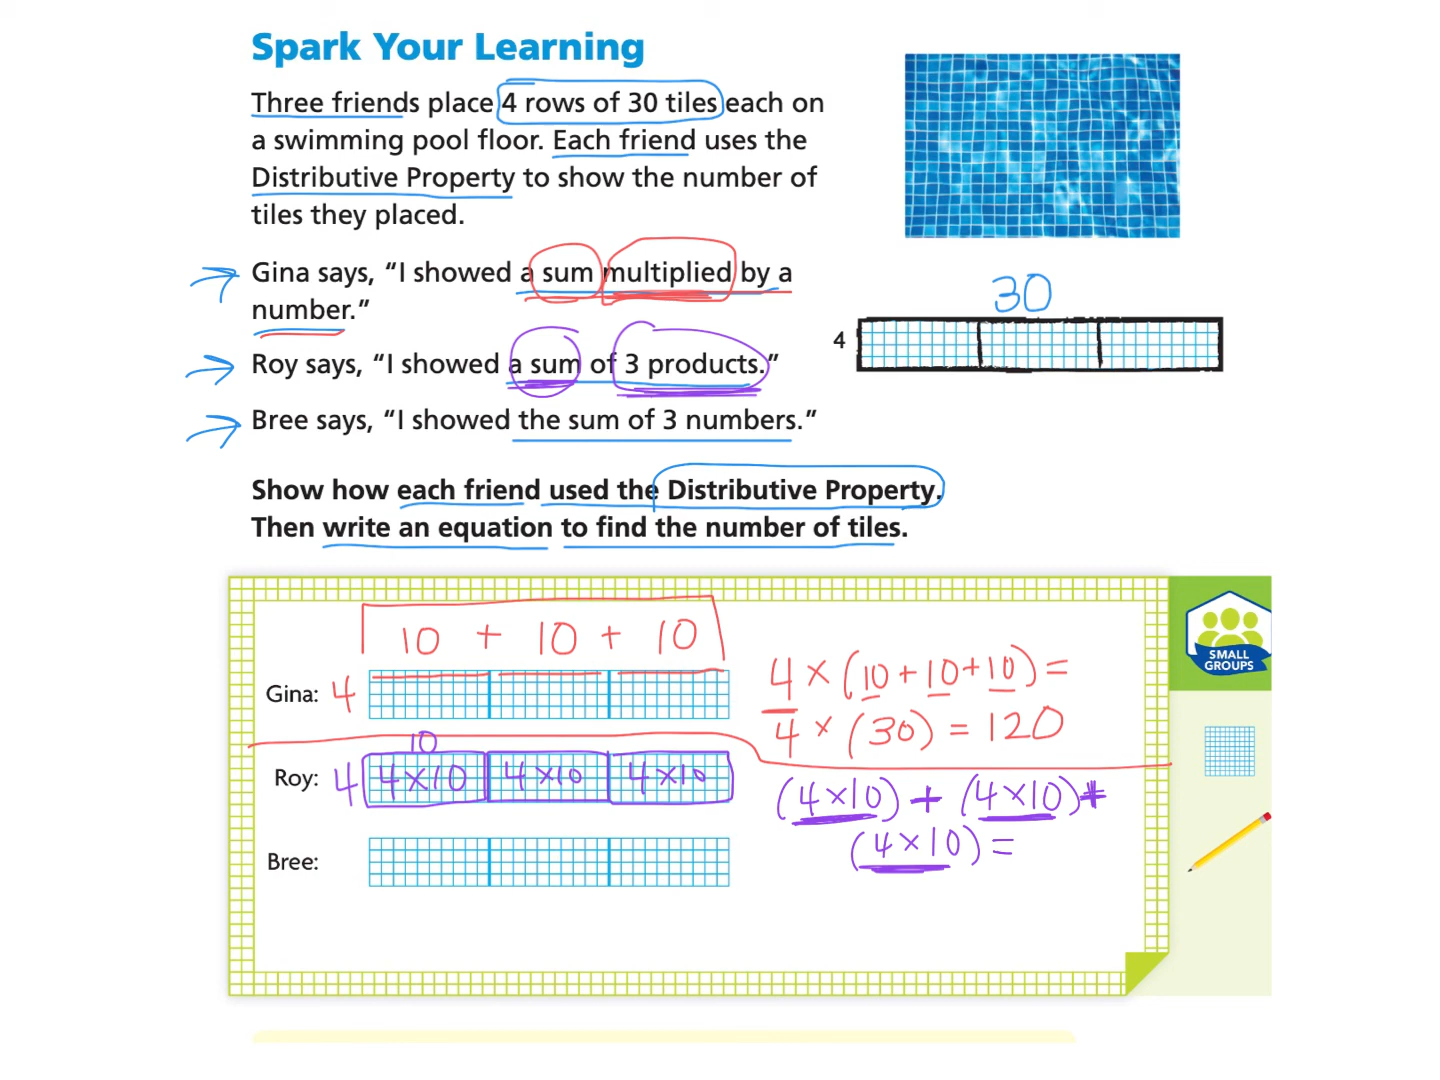 Spark Your Learning
Three friends place 4 rows of 30 tiles each on
a swimming pool floor. Each friend uses the
Distributive Property to show the number of
tiles they placed.
Gina says, “I showed a sum multiplied by a
number.”
30
4
Roy says, “I showed a sum of 3 products.”
Bree says, “I showed the sum of 3 numbers.”
Show how each friend used the Distributive Property.
Then write an equation to find the number of tiles.
10 + 10 + 10
Gina: 4
4 × (10 + 10 + 10) =
4 × (30) = 120
SMALL
GROUPS
10
Roy: 4 4×10 4×10 4×10
(4×10) + (4×10) +
(4×10) =
Bree: